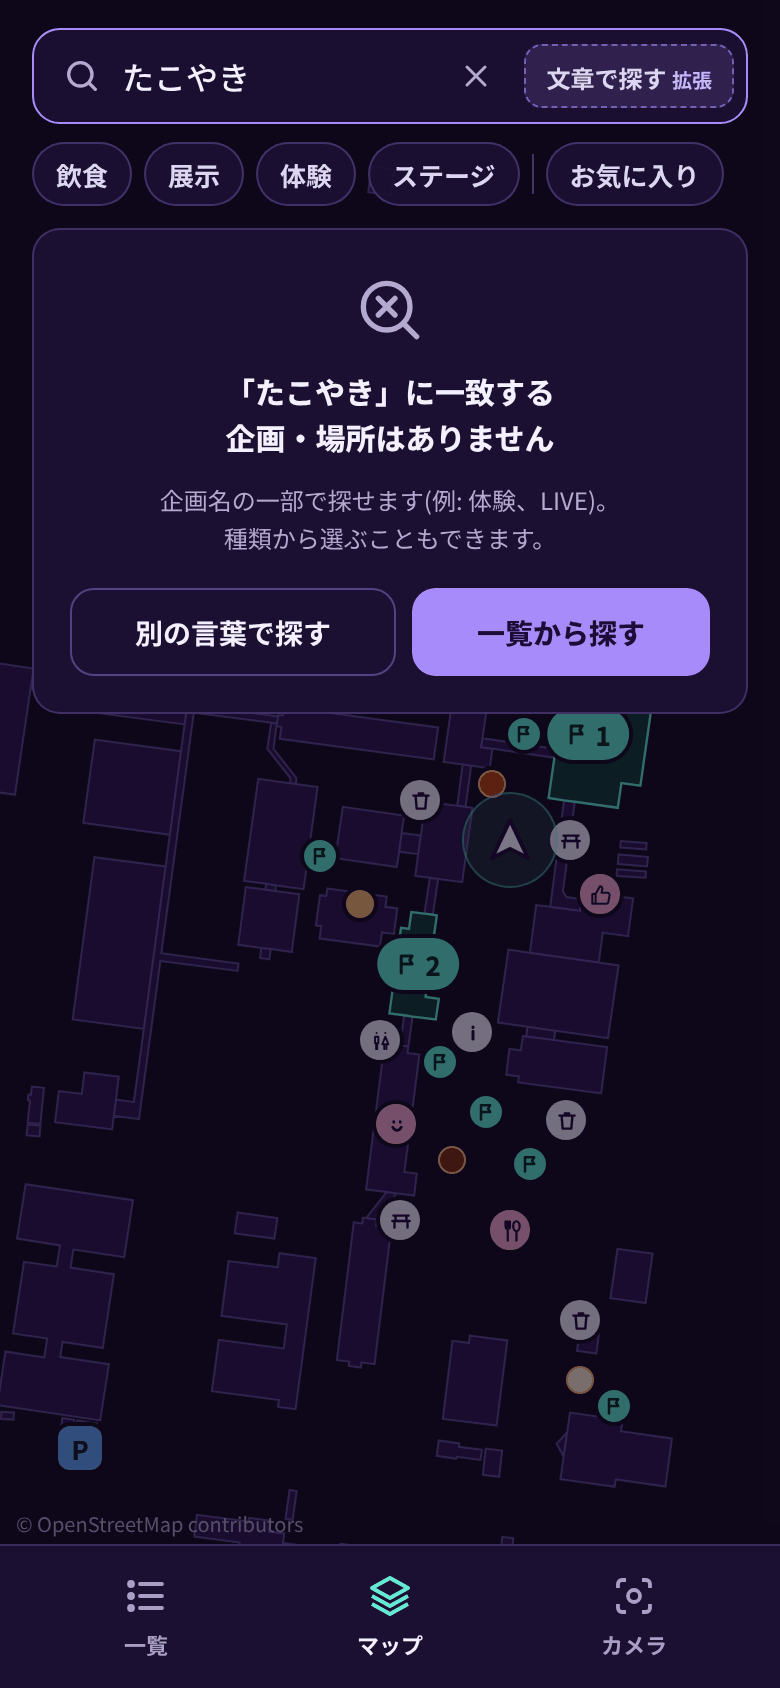 たこやき
文章で探す 拡張
飲食
展示
体験
ステージ
お気に入り
「たこやき」に一致する
企画・場所はありません
企画名の一部で探せます(例: 体験、LIVE)。
種類から選ぶこともできます。
別の言葉で探す
一覧から探す
1
2
P
© OpenStreetMap contributors
一覧
マップ
カメラ